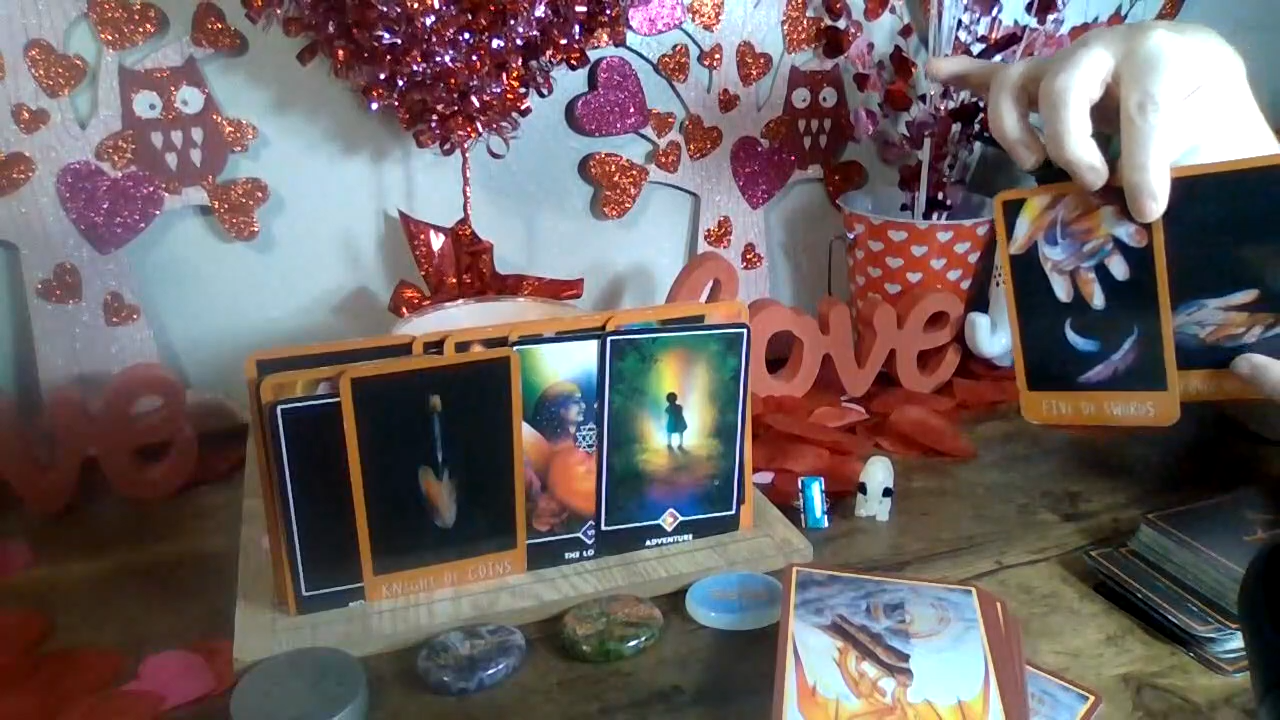 love
FIVE OF SWORDS
KNIGHT OF COINS
THE LO
ADVENTURE